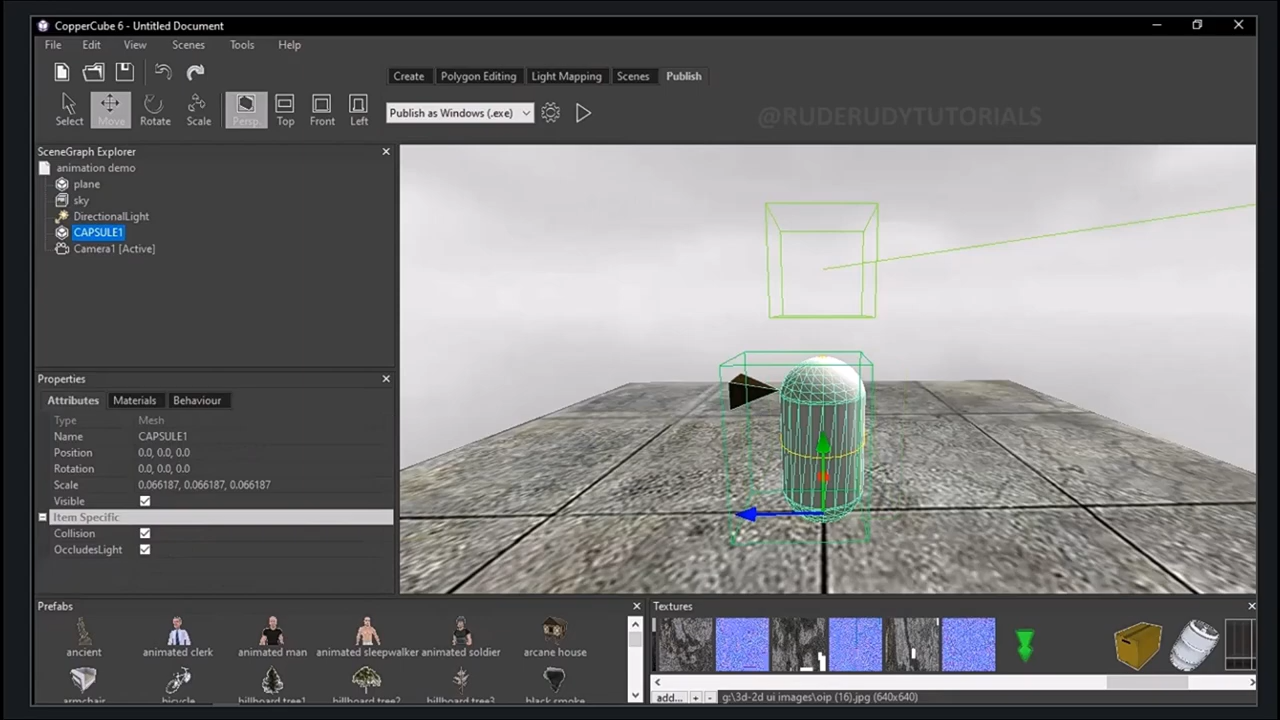 CopperCube 6 - Untitled Document
File Edit View Scenes Tools Help
Create Polygon Editing Light Mapping Scenes Publish
Select Move Rotate Scale Persp. Top Front Left
Publish as Windows (.exe)
@RUDERUDYTUTORIALS
SceneGraph Explorer
animation demo
plane
sky
DirectionalLight
CAPSULE1
Camera1 [Active]
Properties
Attributes Materials Behaviour
Type Mesh
Name CAPSULE1
Position 0.0, 0.0, 0.0
Rotation 0.0, 0.0, 0.0
Scale 0.066187, 0.066187, 0.066187
Visible
Item Specific
Collision
OccludesLight
Prefabs
ancient animated clerk animated man animated sleepwalker animated soldier arcane house
armchair bicycle billboard tree1 billboard tree2 billboard tree3 black smoke
Textures
add... + - g:\3d-2d ui images\oip (16).jpg (640x640)